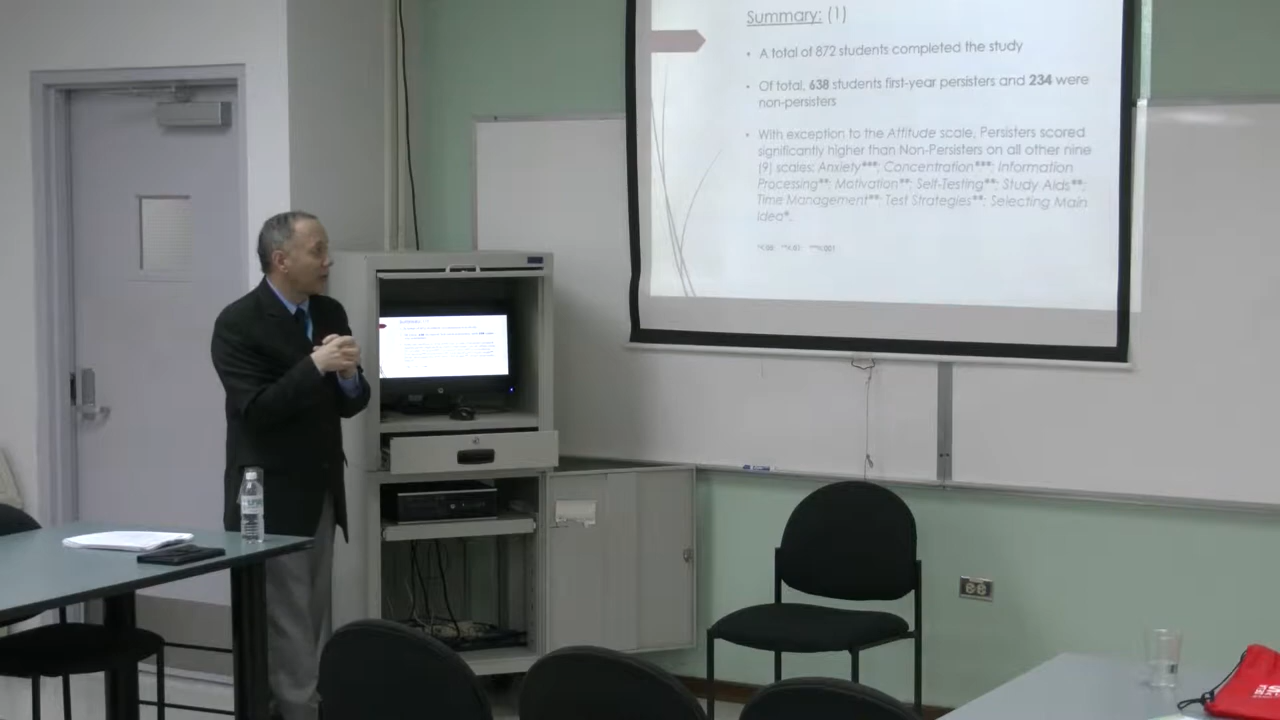 Summary: (1)
• A total of 872 students completed the study
• Of total, 638 students first-year persisters and 234 were
non-persisters
• With exception to the Attitude scale, Persisters scored
significantly higher than Non-Persisters on all other nine
(9) scales: Anxiety***; Concentration***; Information
Processing**; Motivation**; Self-Testing**; Study Aids**;
Time Management**; Test Strategies**; Selecting Main
Idea*.